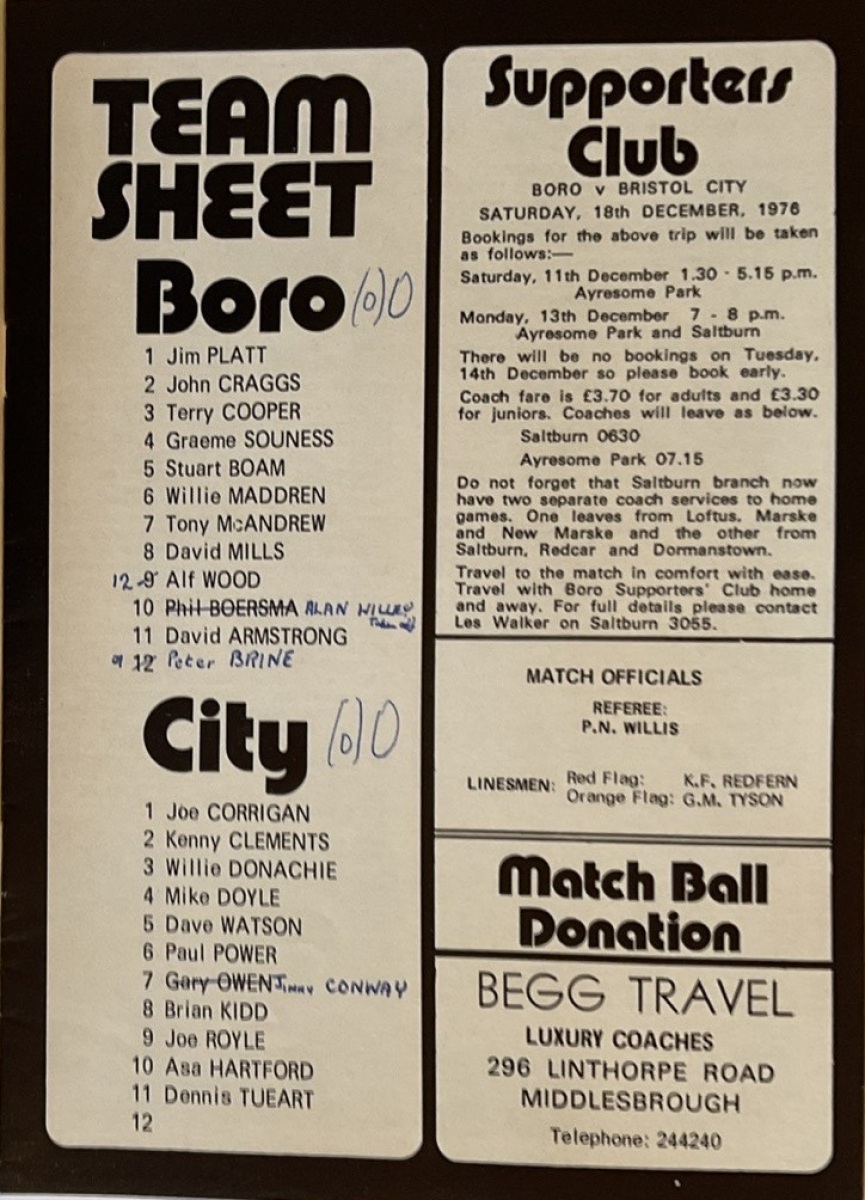 TEAM
SHEET
Boro (0) 0
1 Jim PLATT
2 John CRAGGS
3 Terry COOPER
4 Graeme SOUNESS
5 Stuart BOAM
6 Willie MADDREN
7 Tony McANDREW
8 David MILLS
12 9 Alf WOOD
10 Phil BOERSMA ALAN WILLEY
Taken off
11 David ARMSTRONG
9 12 Peter BRINE
City (0) 0
1 Joe CORRIGAN
2 Kenny CLEMENTS
3 Willie DONACHIE
4 Mike DOYLE
5 Dave WATSON
6 Paul POWER
7 Gary OWEN Jimmy CONWAY
8 Brian KIDD
9 Joe ROYLE
10 Asa HARTFORD
11 Dennis TUEART
12
Supporters
Club
BORO v BRISTOL CITY
SATURDAY, 18th DECEMBER, 1976
Bookings for the above trip will be taken
as follows:—
Saturday, 11th December 1.30 - 5.15 p.m.
Ayresome Park
Monday, 13th December 7 - 8 p.m.
Ayresome Park and Saltburn
There will be no bookings on Tuesday,
14th December so please book early.
Coach fare is £3.70 for adults and £3.30
for juniors. Coaches will leave as below.
Saltburn 0630
Ayresome Park 07.15
Do not forget that Saltburn branch now
have two separate coach services to home
games. One leaves from Loftus, Marske
and New Marske and the other from
Saltburn, Redcar and Dormanstown.
Travel to the match in comfort with ease.
Travel with Boro Supporters' Club home
and away. For full details please contact
Les Walker on Saltburn 3055.
MATCH OFFICIALS
REFEREE:
P.N. WILLIS
LINESMEN: Red Flag: K.F. REDFERN
Orange Flag: G.M. TYSON
Match Ball
Donation
BEGG TRAVEL
LUXURY COACHES
296 LINTHORPE ROAD
MIDDLESBROUGH
Telephone: 244240